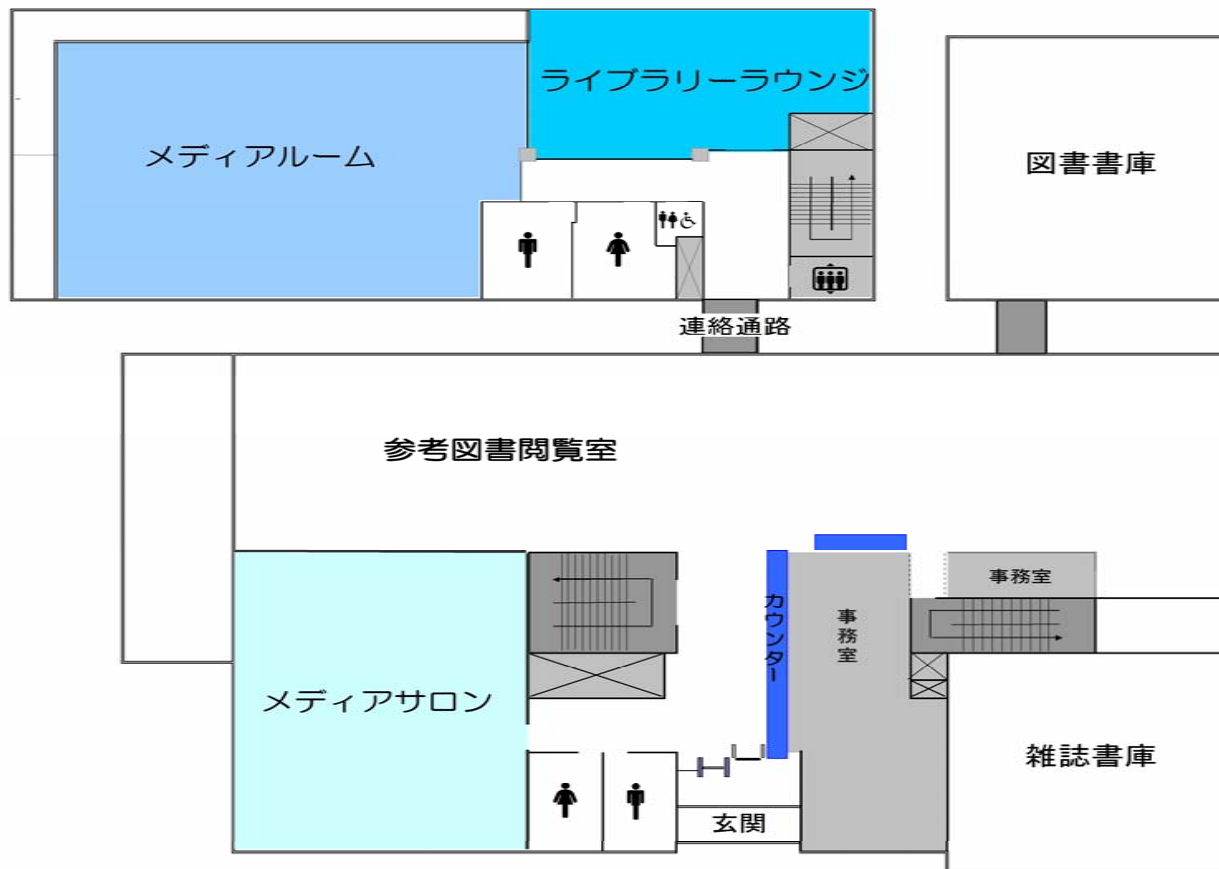 ライブラリーラウンジ
メディアルーム
図書書庫
連絡通路
参考図書閲覧室
事務室
カウンター
事務室
メディアサロン
雑誌書庫
玄関